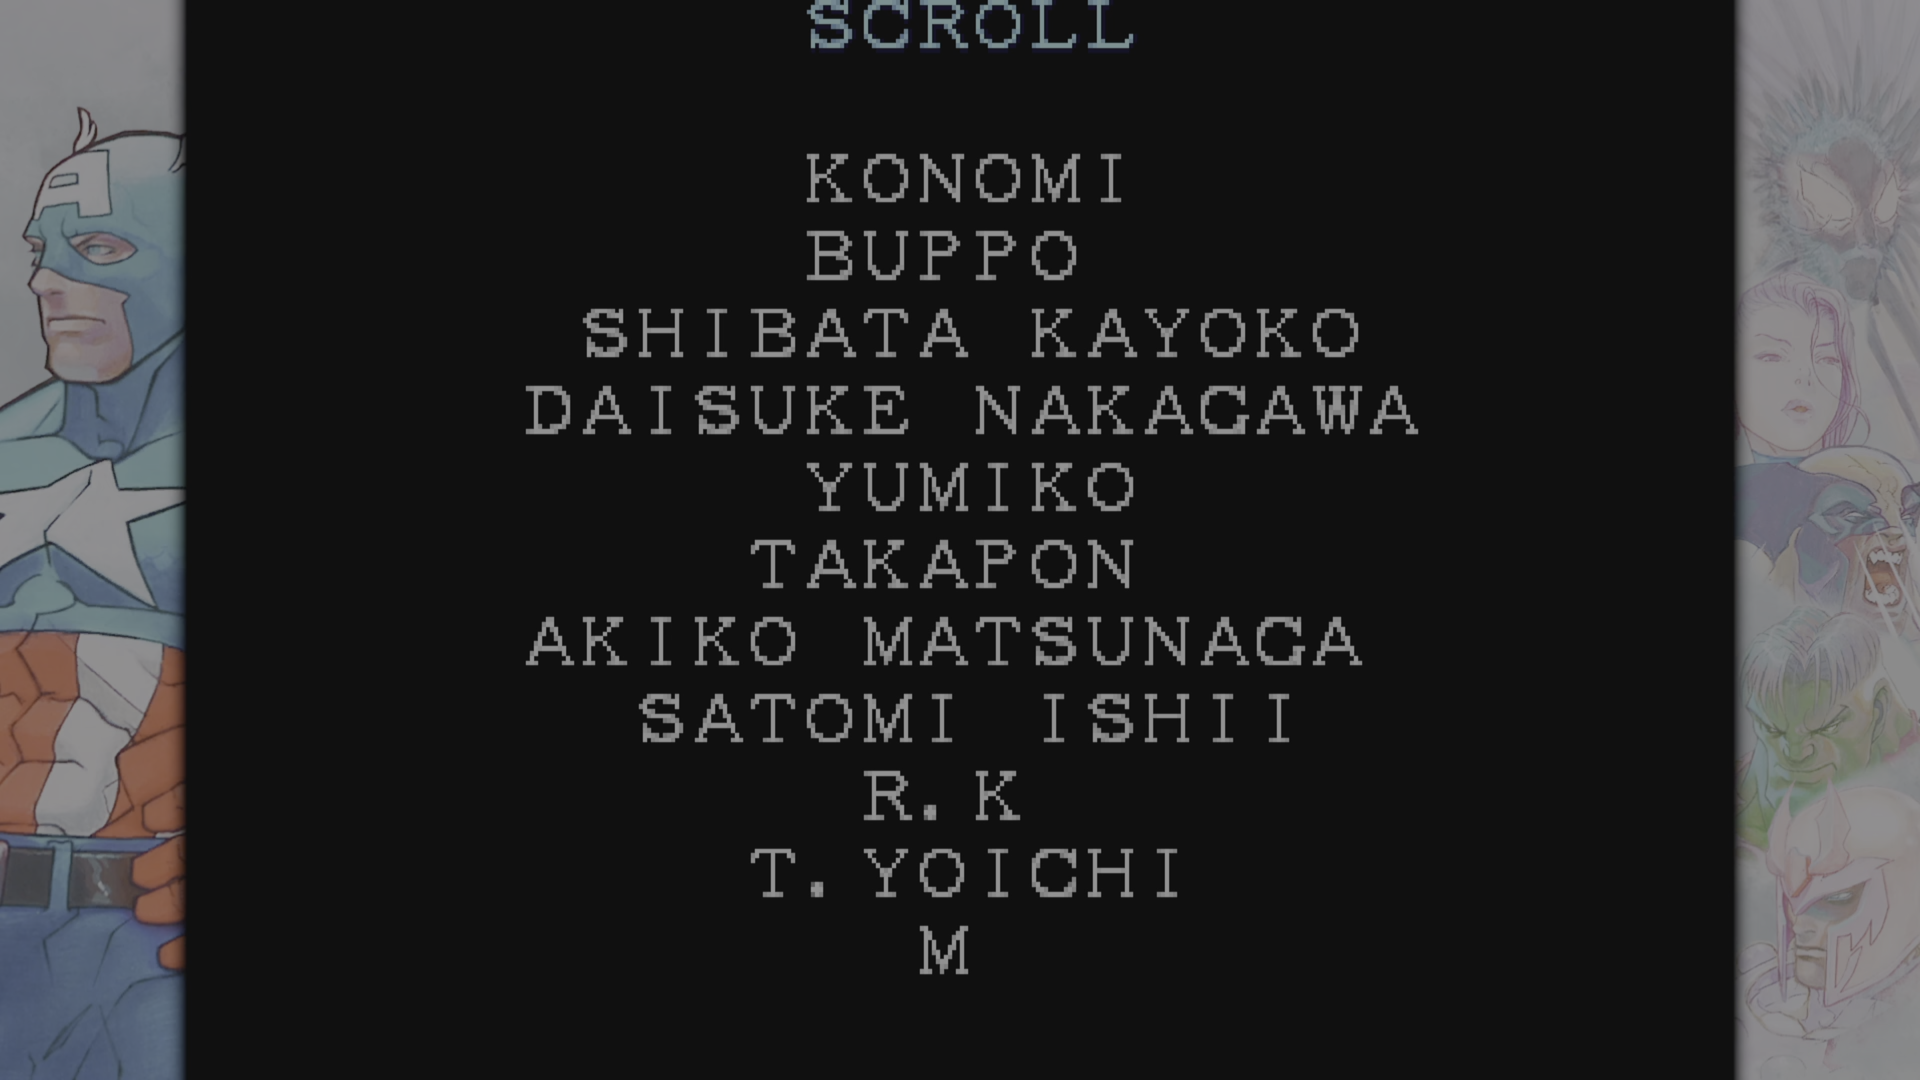 SCROLL
KONOMI
BUPPO
SHIBATA KAYOKO
DAISUKE NAKAGAWA
YUMIKO
TAKAPON
AKIKO MATSUNAGA
SATOMI ISHII
R.K
T.YOICHI
M